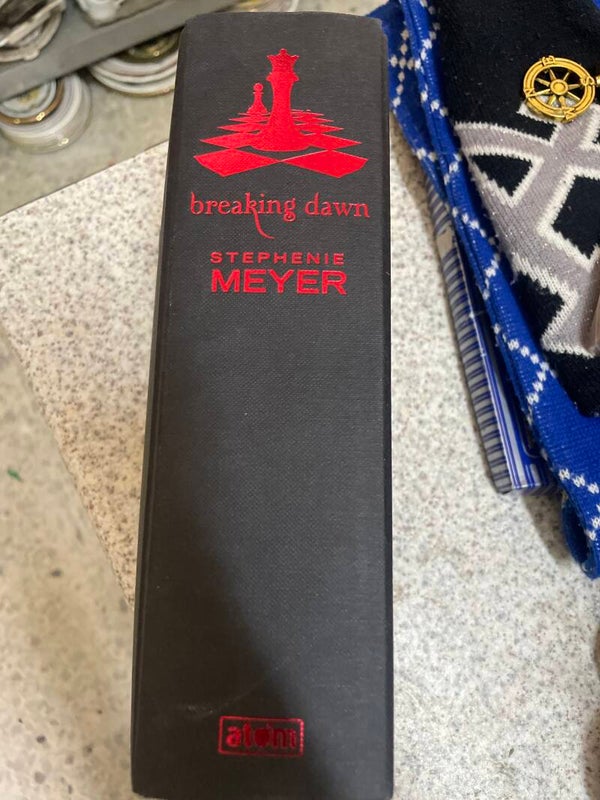 breaking dawn
STEPHENIE
MEYER
atom